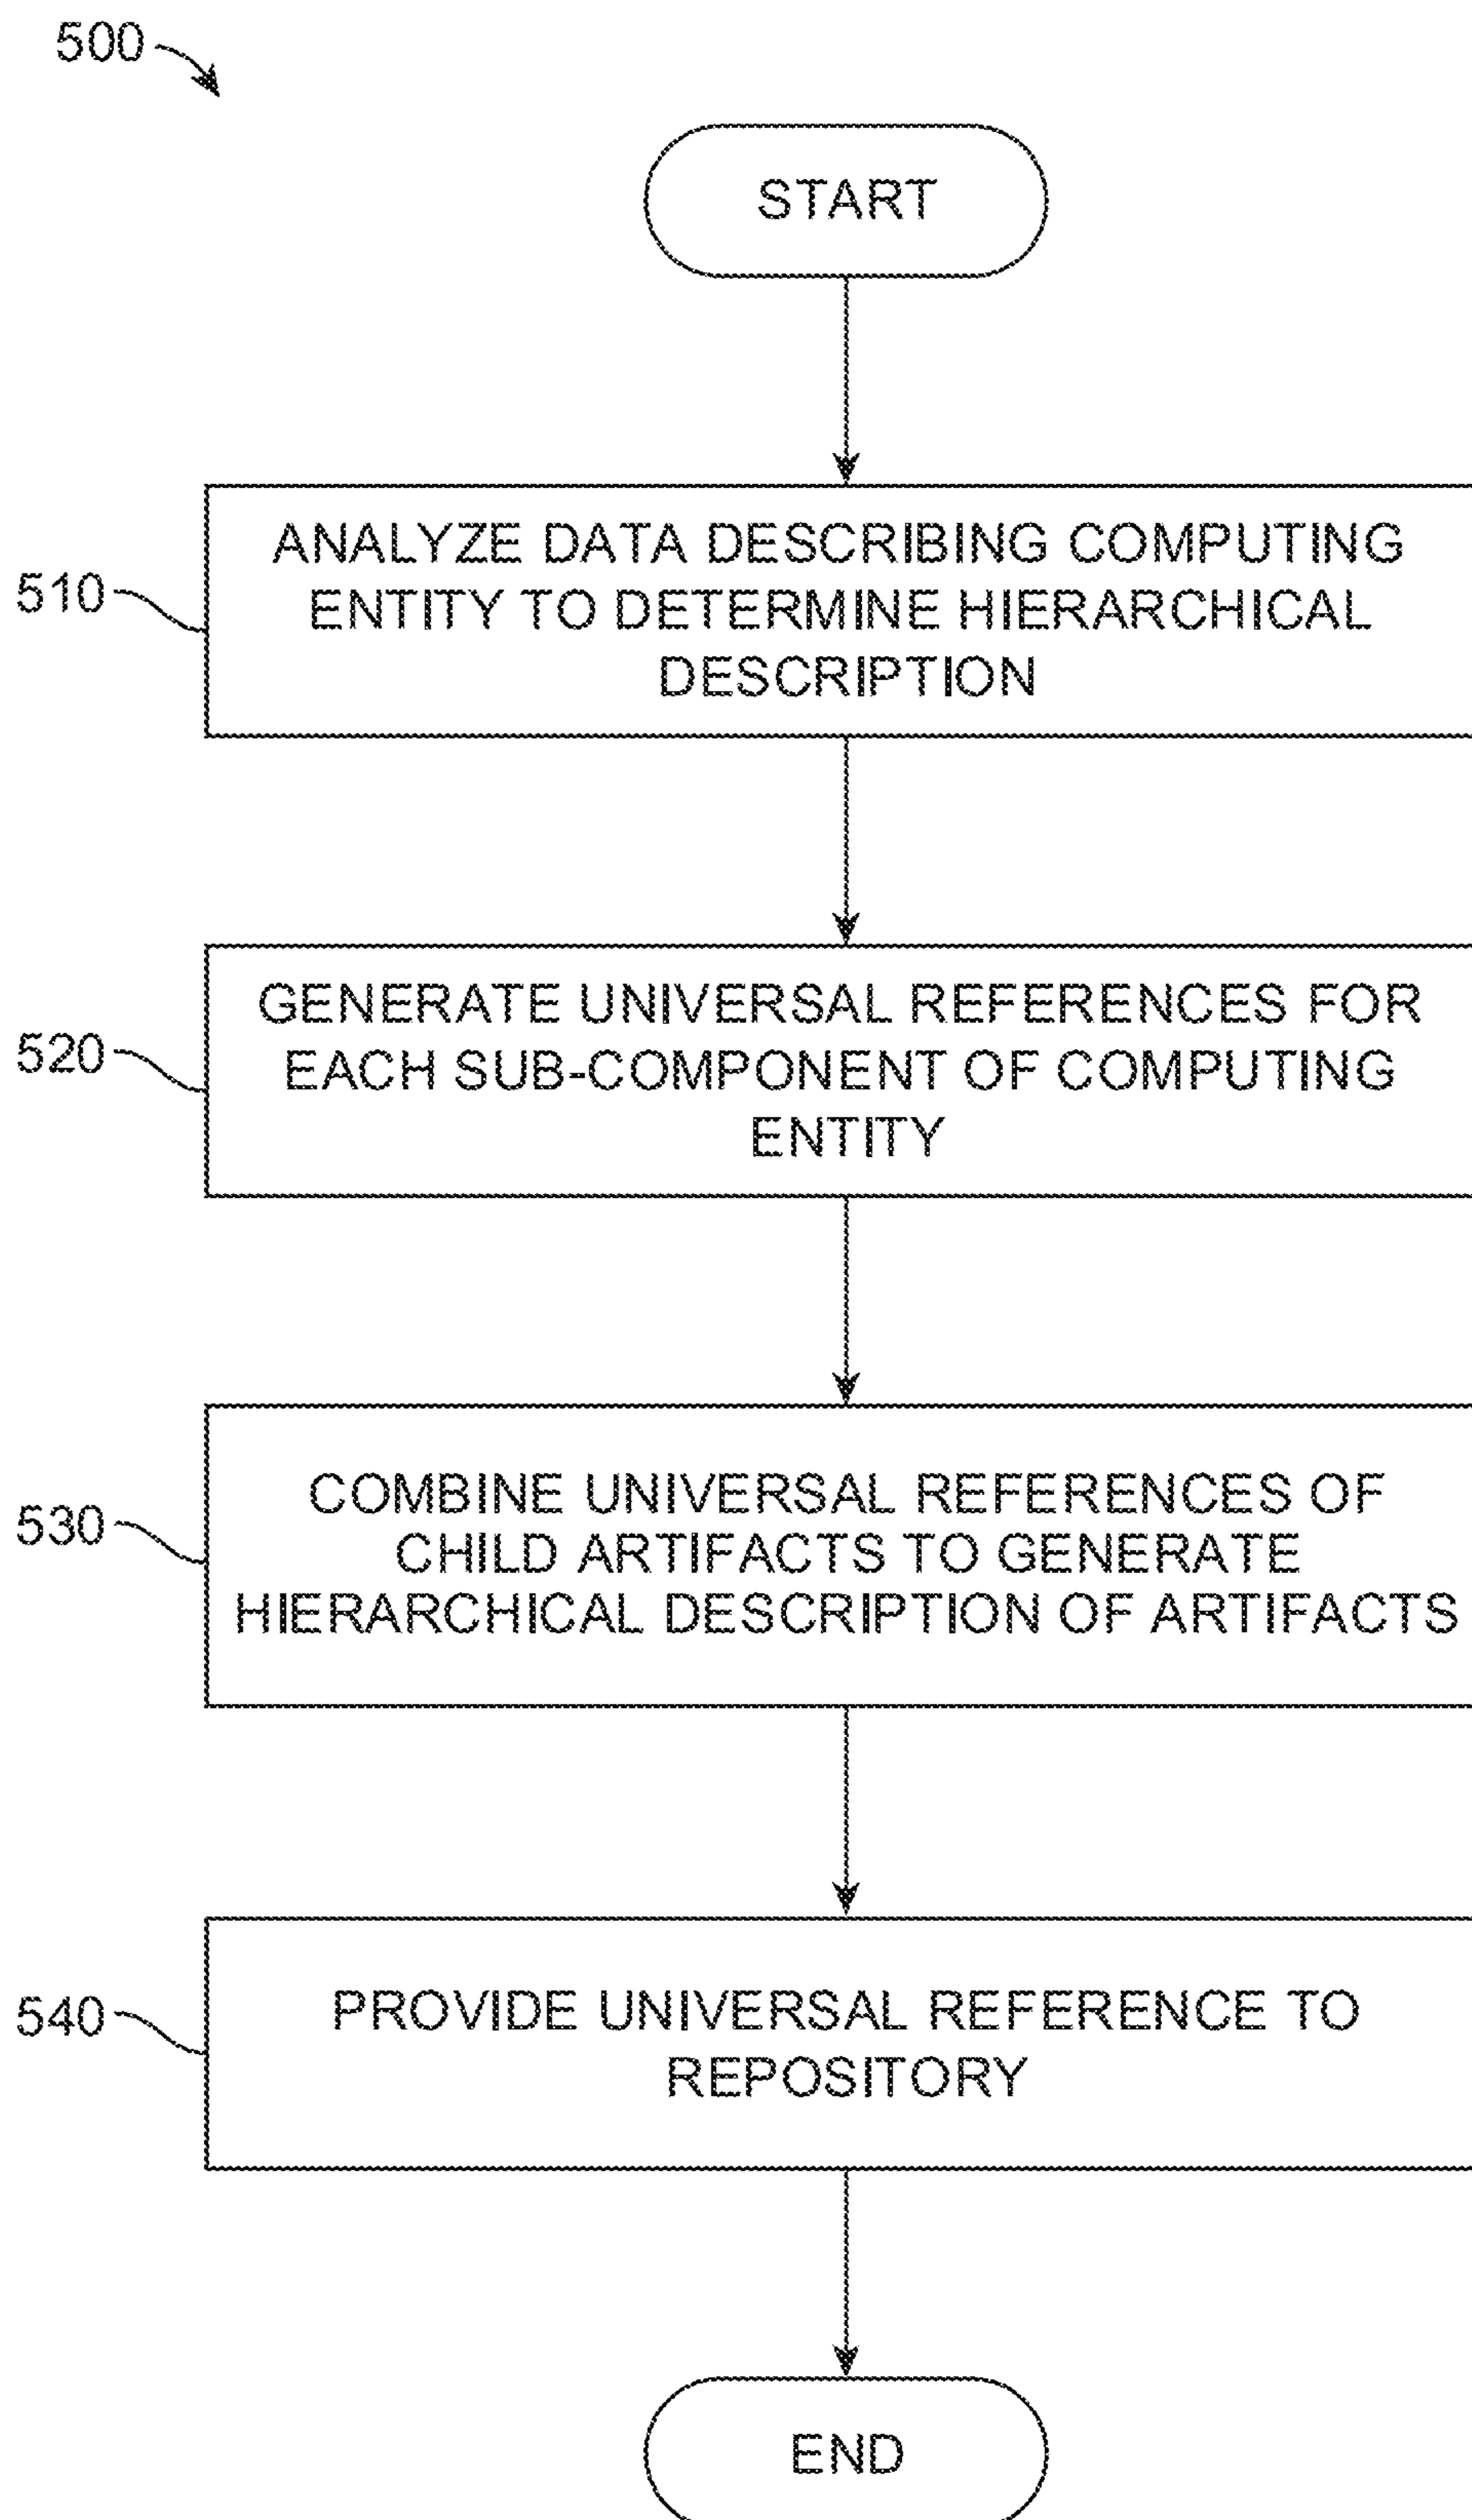 500
START
510
ANALYZE DATA DESCRIBING COMPUTING
ENTITY TO DETERMINE HIERARCHICAL
DESCRIPTION
520
GENERATE UNIVERSAL REFERENCES FOR
EACH SUB-COMPONENT OF COMPUTING
ENTITY
530
COMBINE UNIVERSAL REFERENCES OF
CHILD ARTIFACTS TO GENERATE
HIERARCHICAL DESCRIPTION OF ARTIFACTS
540
PROVIDE UNIVERSAL REFERENCE TO
REPOSITORY
END